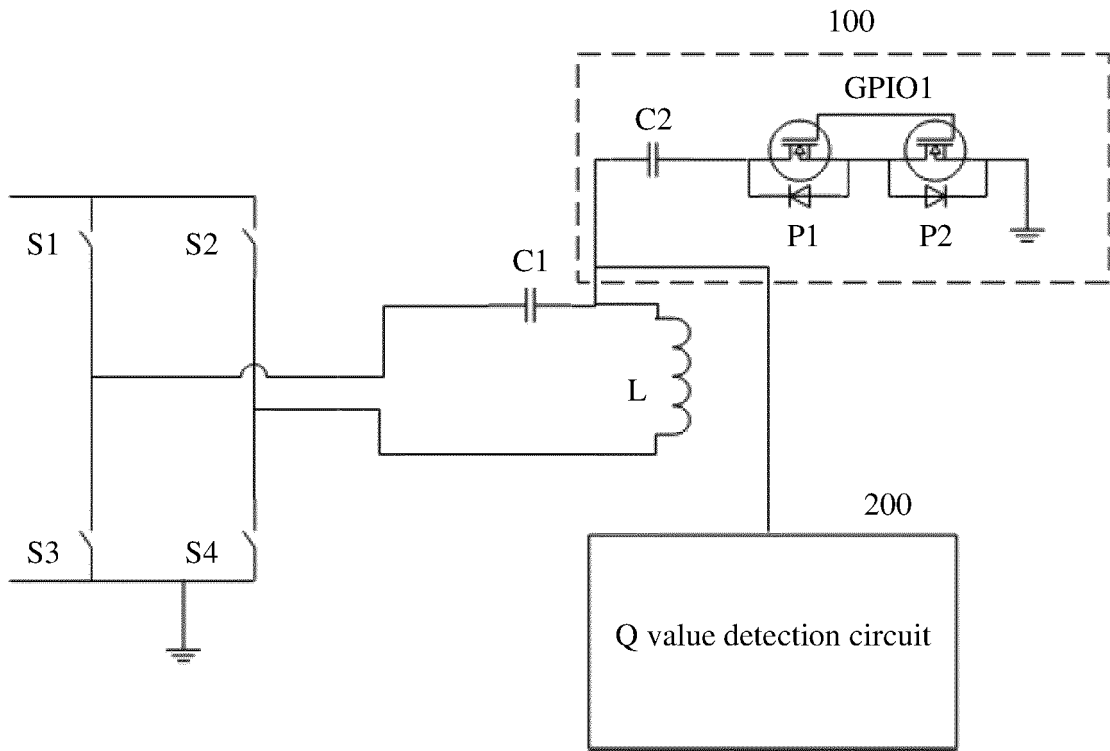 100
GPIO1
C2
P1
P2
S1
S2
C1
L
S3
S4
200
Q value detection circuit